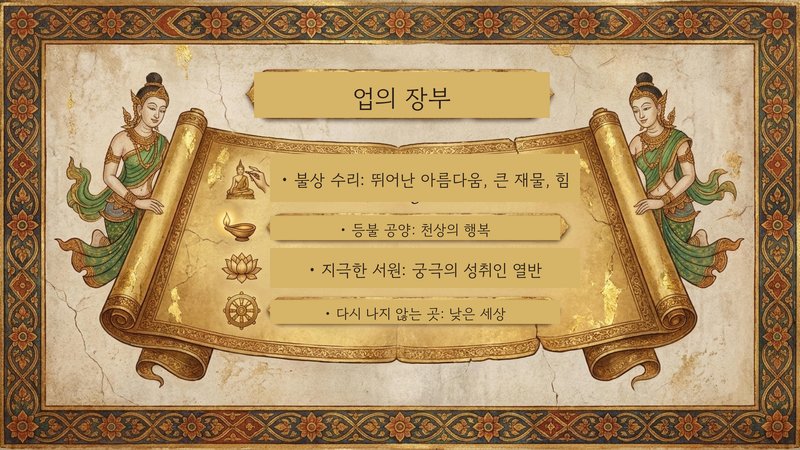 업의 장부
• 불상 수리: 뛰어난 아름다움, 큰 재물, 힘
• 등불 공양: 천상의 행복
• 지극한 서원: 궁극의 성취인 열반
• 다시 나지 않는 곳: 낮은 세상